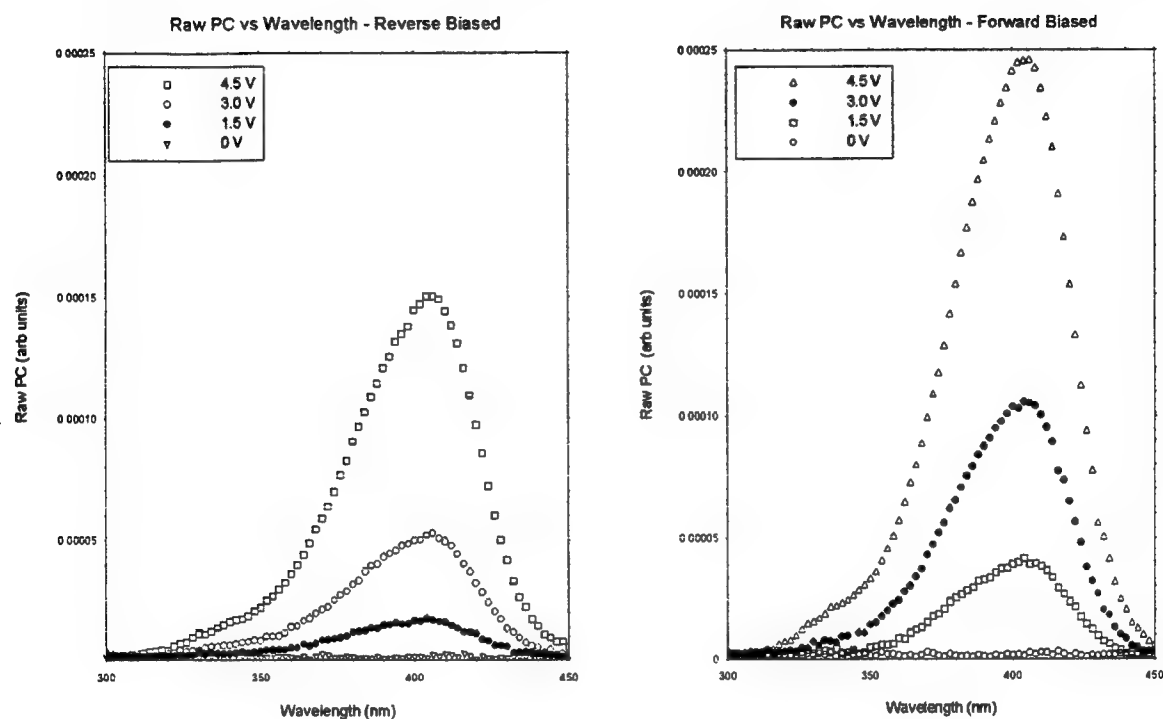 Raw PC vs Wavelength - Reverse Biased
0.00025
4.5 V
3.0 V
1.5 V
0 V
0.00020
0.00015
0.00010
0.00005
Raw PC (arb units)
300
350
400
450
Wavelength (nm)
Raw PC vs Wavelength - Forward Biased
0.00025
4.5 V
3.0 V
1.5 V
0 V
0.00020
0.00015
0.00010
0.00005
0
Raw PC (arb units)
300
350
400
450
Wavelength (nm)